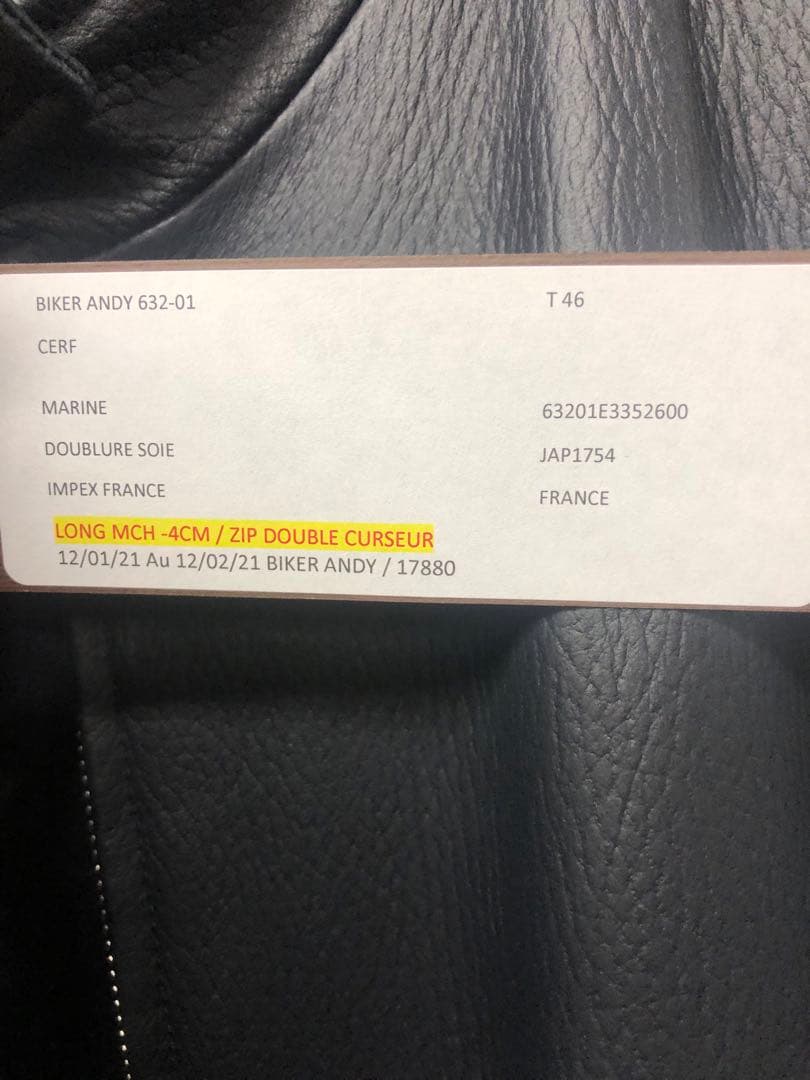 BIKER ANDY 632-01 T 46
CERF
MARINE 63201E3352600
DOUBLURE SOIE JAP1754
IMPEX FRANCE FRANCE
LONG MCH -4CM / ZIP DOUBLE CURSEUR
12/01/21 Au 12/02/21 BIKER ANDY / 17880